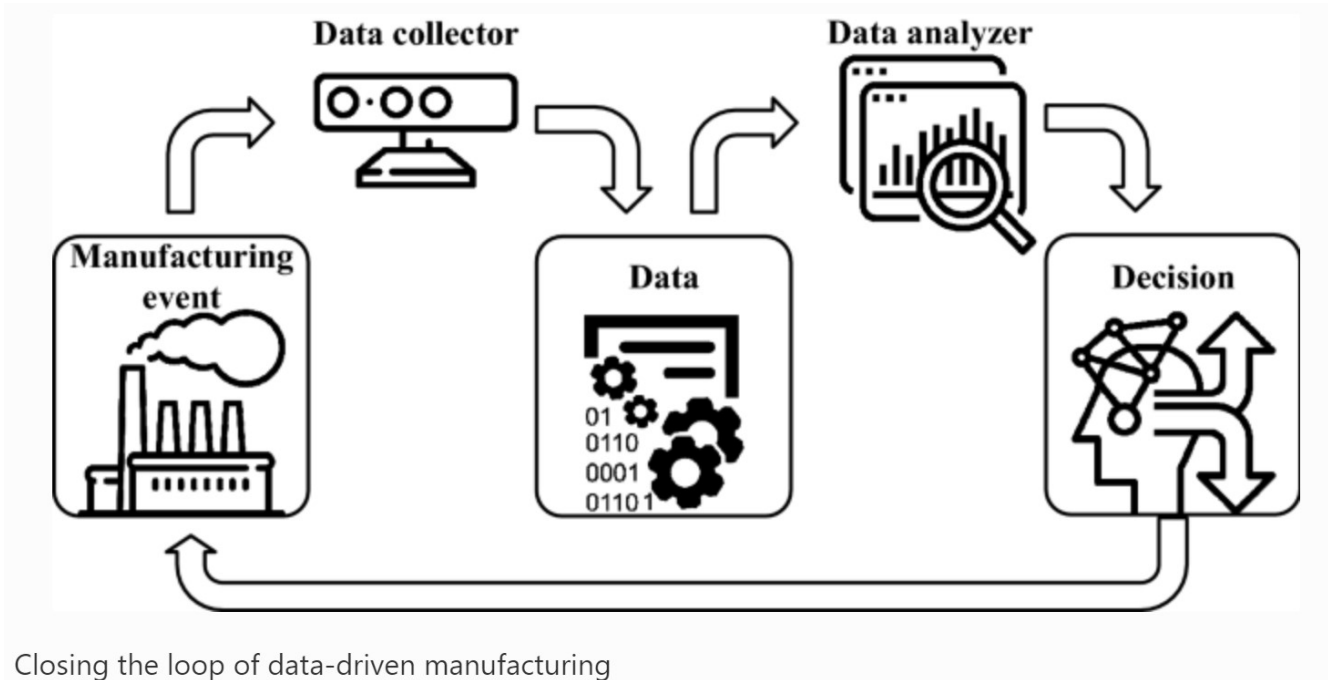 Data collector
Data analyzer
Manufacturing
event
Data
Decision
01
0110
0001
01101
Closing the loop of data-driven manufacturing